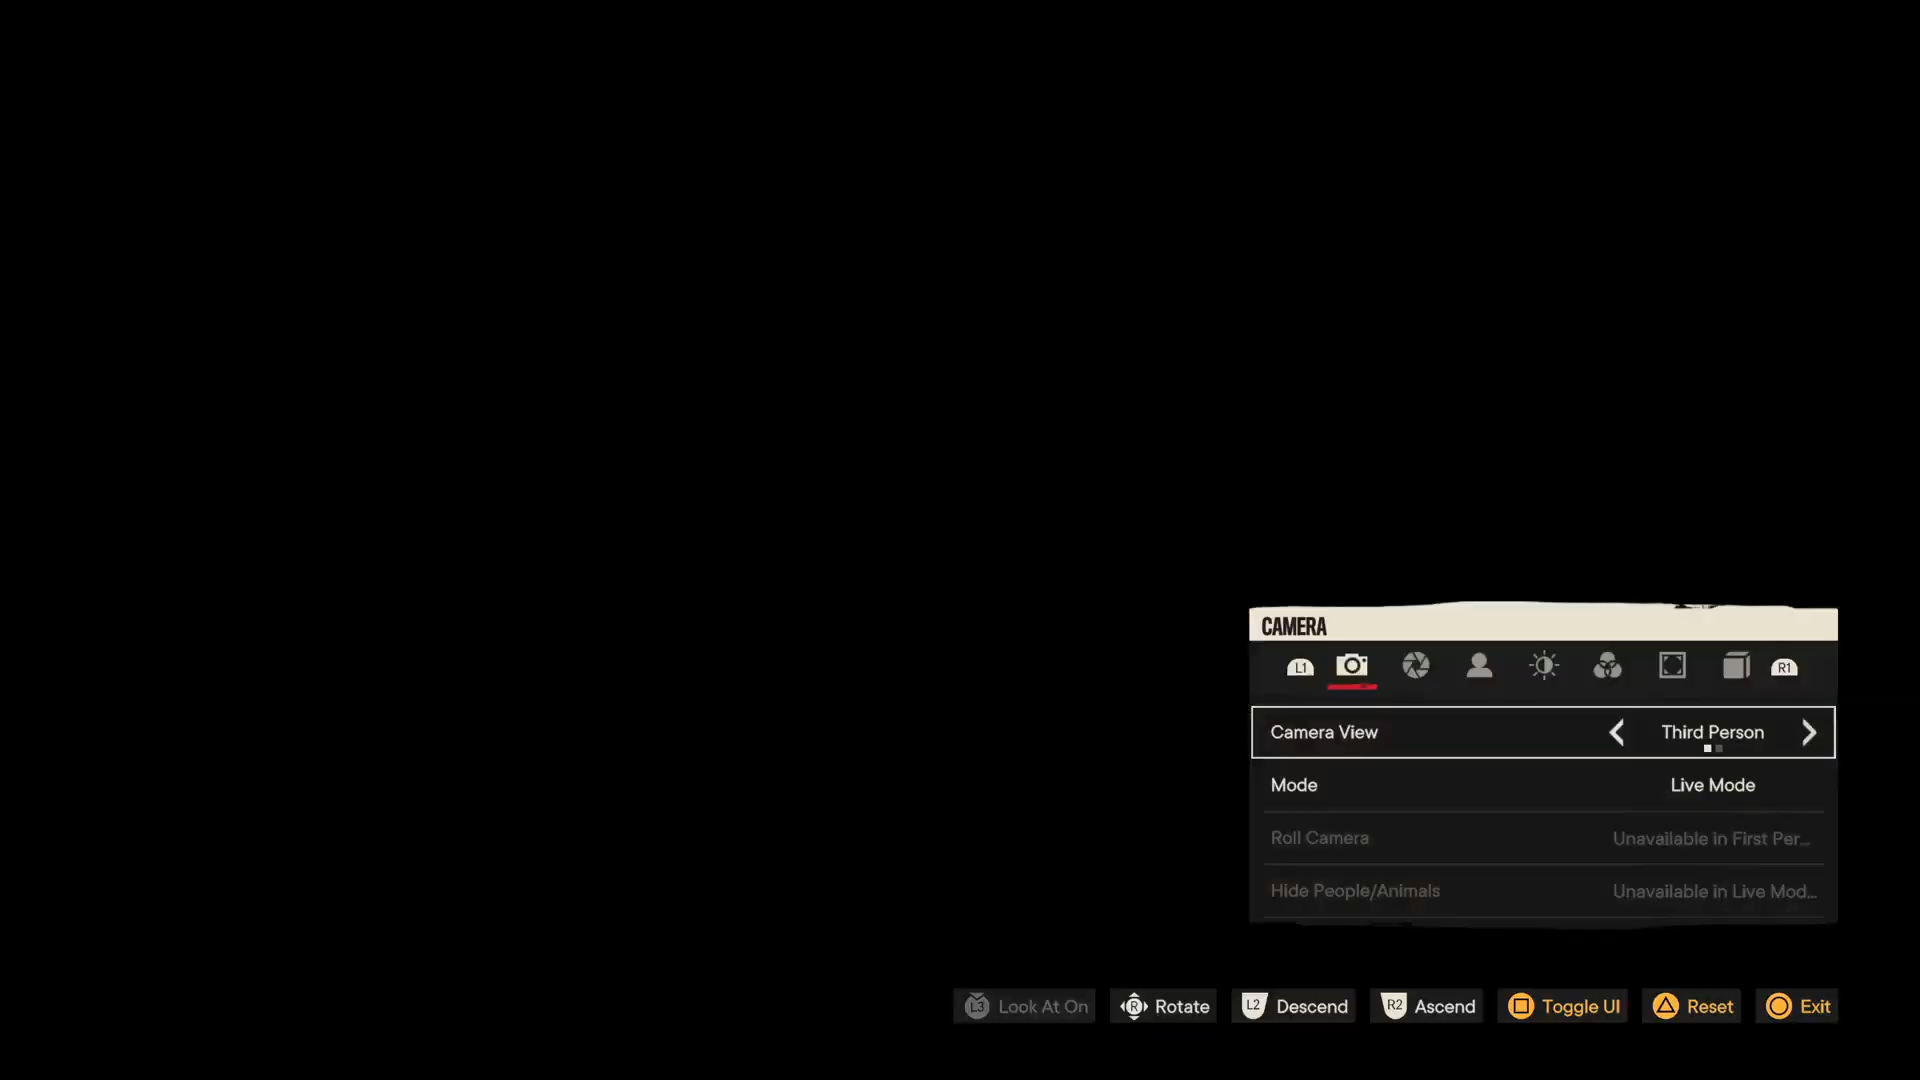 CAMERA
L1 R1
Camera View Third Person
Mode Live Mode
Roll Camera Unavailable in First Per...
Hide People/Animals Unavailable in Live Mod...
L3 Look At On R Rotate L2 Descend R2 Ascend Toggle UI Reset Exit